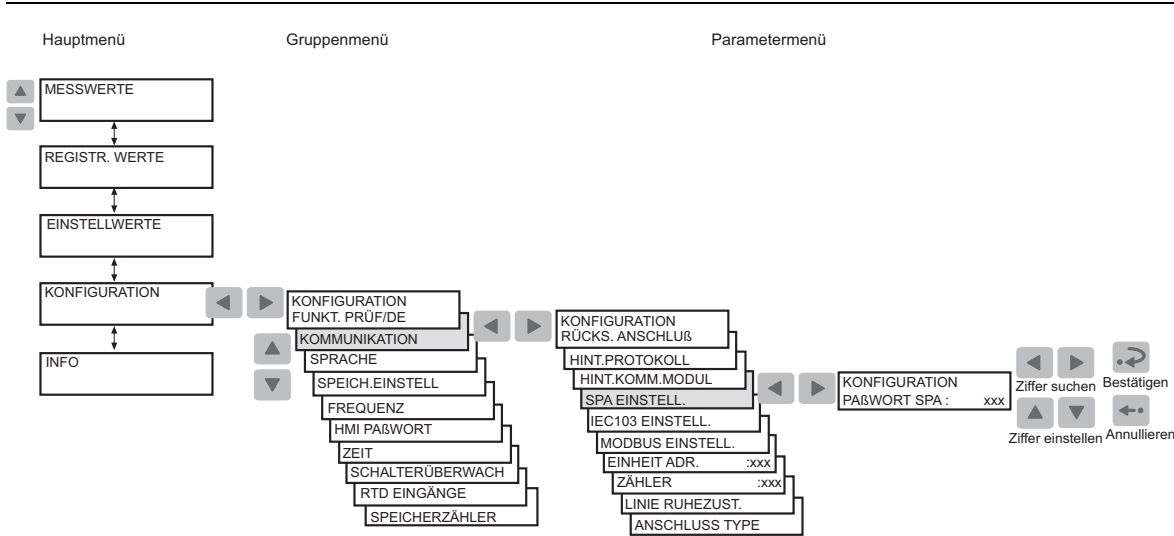 Hauptmenü
Gruppenmenü
Parametermenü
MESSWERTE
REGISTR. WERTE
EINSTELLWERTE
KONFIGURATION
INFO
KONFIGURATION
FUNKT. PRÜF/DE
KOMMUNIKATION
SPRACHE
SPEICH.EINSTELL
FREQUENZ
HMI PAßWORT
ZEIT
SCHALTERÜBERWACH
RTD EINGÄNGE
SPEICHERZÄHLER
KONFIGURATION
RÜCKS. ANSCHLUß
HINT.PROTOKOLL
HINT.KOMM.MODUL
SPA EINSTELL.
IEC103 EINSTELL.
MODBUS EINSTELL.
EINHEIT ADR. :xxx
ZÄHLER :xxx
LINIE RUHEZUST.
ANSCHLUSS TYPE
KONFIGURATION
PAßWORT SPA : xxx
Ziffer suchen
Bestätigen
Ziffer einstellen
Annullieren